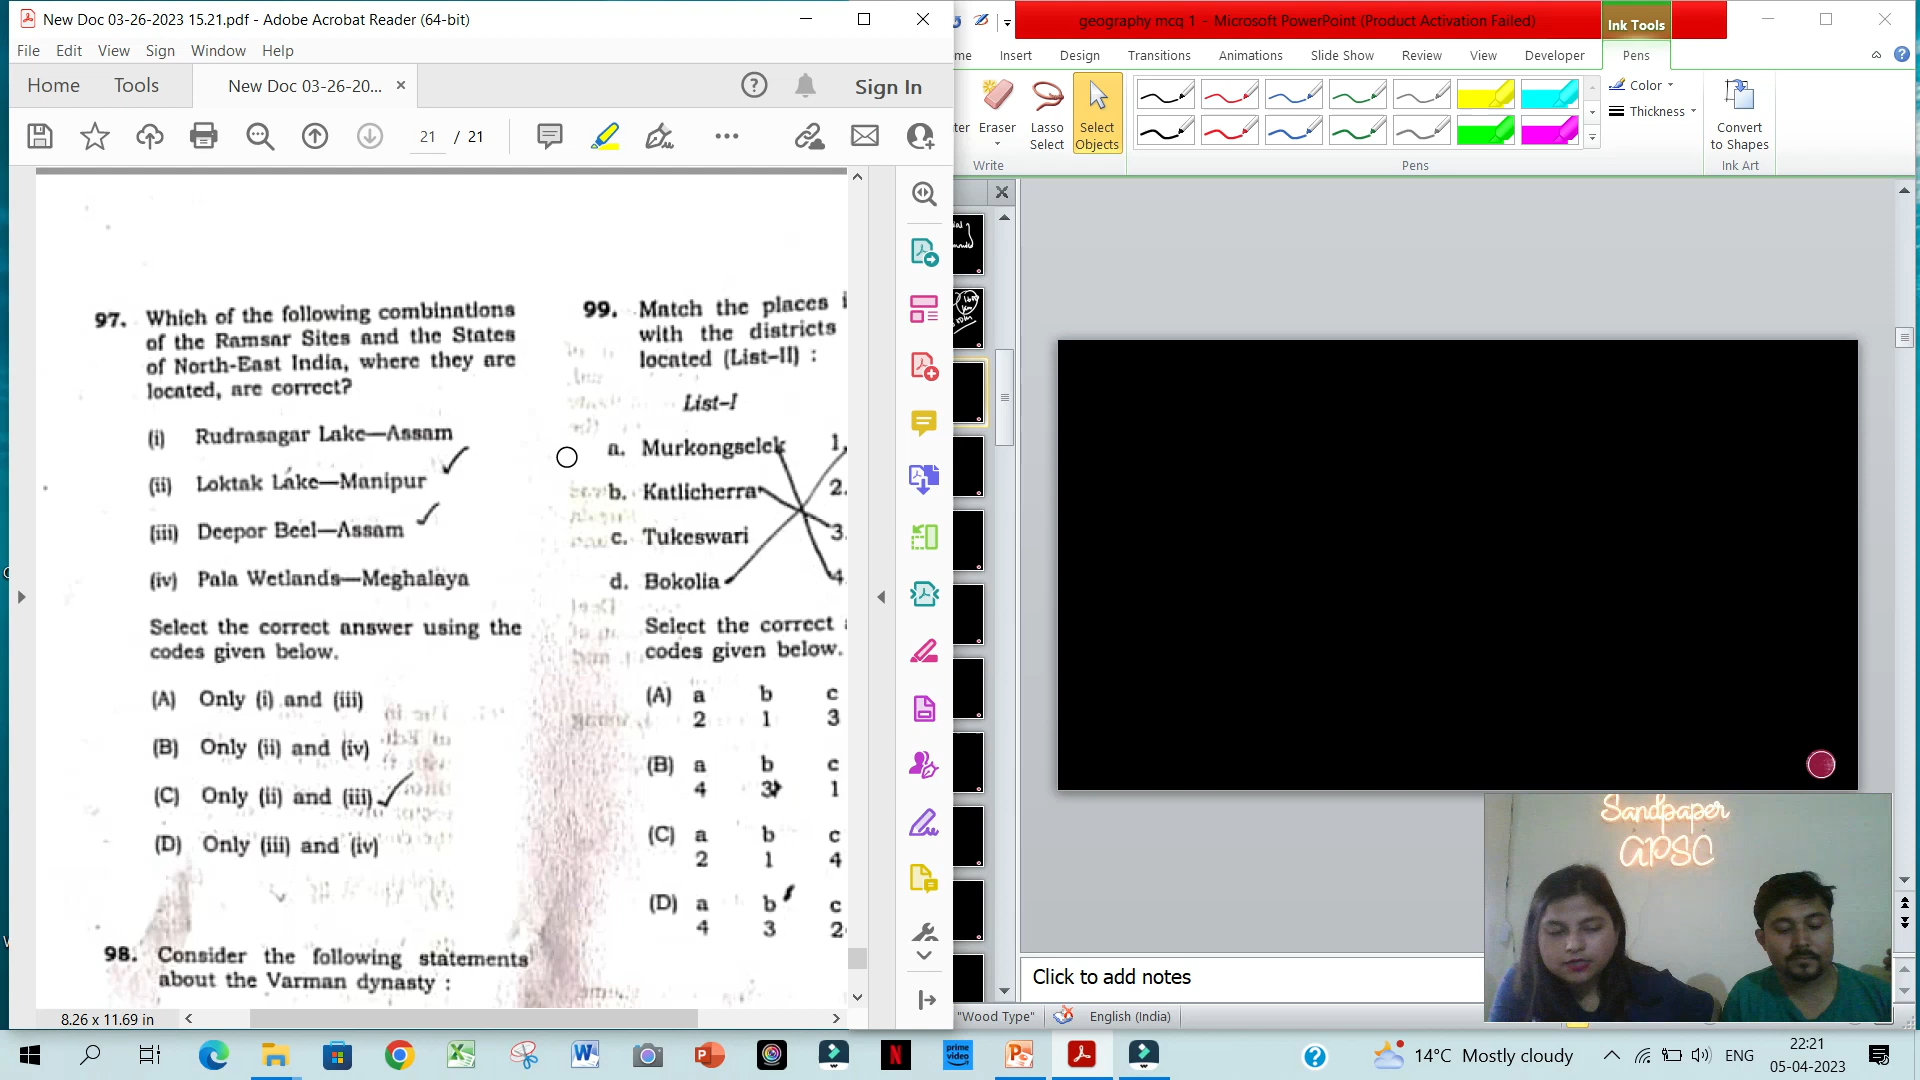 New Doc 03-26-2023 15.21.pdf - Adobe Acrobat Reader (64-bit)
File Edit View Sign Window Help
Home Tools New Doc 03-26-20... × Sign In
21 / 21
97. Which of the following combinations
of the Ramsar Sites and the States
of North-East India, where they are
located, are correct?
(i) Rudrasagar Lake—Assam
(ii) Loktak Lake—Manipur
(iii) Deepor Beel—Assam
(iv) Pala Wetlands—Meghalaya
Select the correct answer using the
codes given below.
(A) Only (i) and (iii)
(B) Only (ii) and (iv)
(C) Only (ii) and (iii)
(D) Only (iii) and (iv)
98. Consider the following statements
about the Varman dynasty :
99. Match the places
with the districts
located (List–II) :
List–I
a. Murkongselek 1.
b. Katlicherra 2.
c. Tukeswari 3.
d. Bokolia 4.
Select the correct
codes given below.
(A) a b c
2 1 3
(B) a b c
4 3 1
(C) a b c
2 1 4
(D) a b c
4 3 2
8.26 x 11.69 in
geography mcq 1 - Microsoft PowerPoint (Product Activation Failed)
Ink Tools
Insert Design Transitions Animations Slide Show Review View Developer Pens
Eraser
Lasso
Select
Select
Objects
Color
Thickness
Convert
to Shapes
Write Pens Ink Art
Sandpaper
APSC
Click to add notes
"Wood Type" English (India)
14°C Mostly cloudy
ENG
22:21
05-04-2023